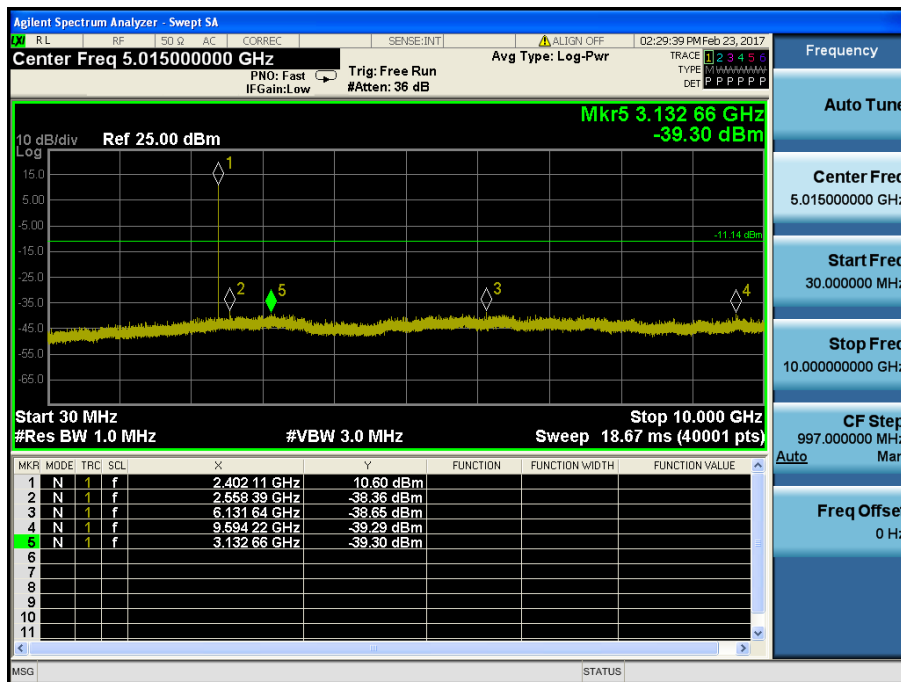 Agilent Spectrum Analyzer - Swept SA
LXI RL RF 50 Ω AC CORREC SENSE:INT ALIGN OFF 02:29:39 PM Feb 23, 2017
Center Freq 5.015000000 GHz
PNO: Fast
IFGain:Low
Trig: Free Run
#Atten: 36 dB
Avg Type: Log-Pwr
TRACE 1 2 3 4 5 6
TYPE M W W W W W
DET P P P P P P
Mkr5 3.132 66 GHz
-39.30 dBm
10 dB/div Ref 25.00 dBm
Log
15.0
5.00
-5.00
-15.0
-25.0
-35.0
-45.0
-55.0
-65.0
-11.14 dBm
1
2
5
3
4
Start 30 MHz Stop 10.000 GHz
#Res BW 1.0 MHz #VBW 3.0 MHz Sweep 18.67 ms (40001 pts)
MKR MODE TRC SCL X Y FUNCTION FUNCTION WIDTH FUNCTION VALUE
1 N 1 f 2.402 11 GHz 10.60 dBm
2 N 1 f 2.558 39 GHz -38.36 dBm
3 N 1 f 6.131 64 GHz -38.65 dBm
4 N 1 f 9.594 22 GHz -39.29 dBm
5 N 1 f 3.132 66 GHz -39.30 dBm
6
7
8
9
10
11
MSG STATUS
Frequency
Auto Tune
Center Freq
5.015000000 GHz
Start Freq
30.000000 MHz
Stop Freq
10.000000000 GHz
CF Step
997.000000 MHz
Auto Man
Freq Offset
0 Hz